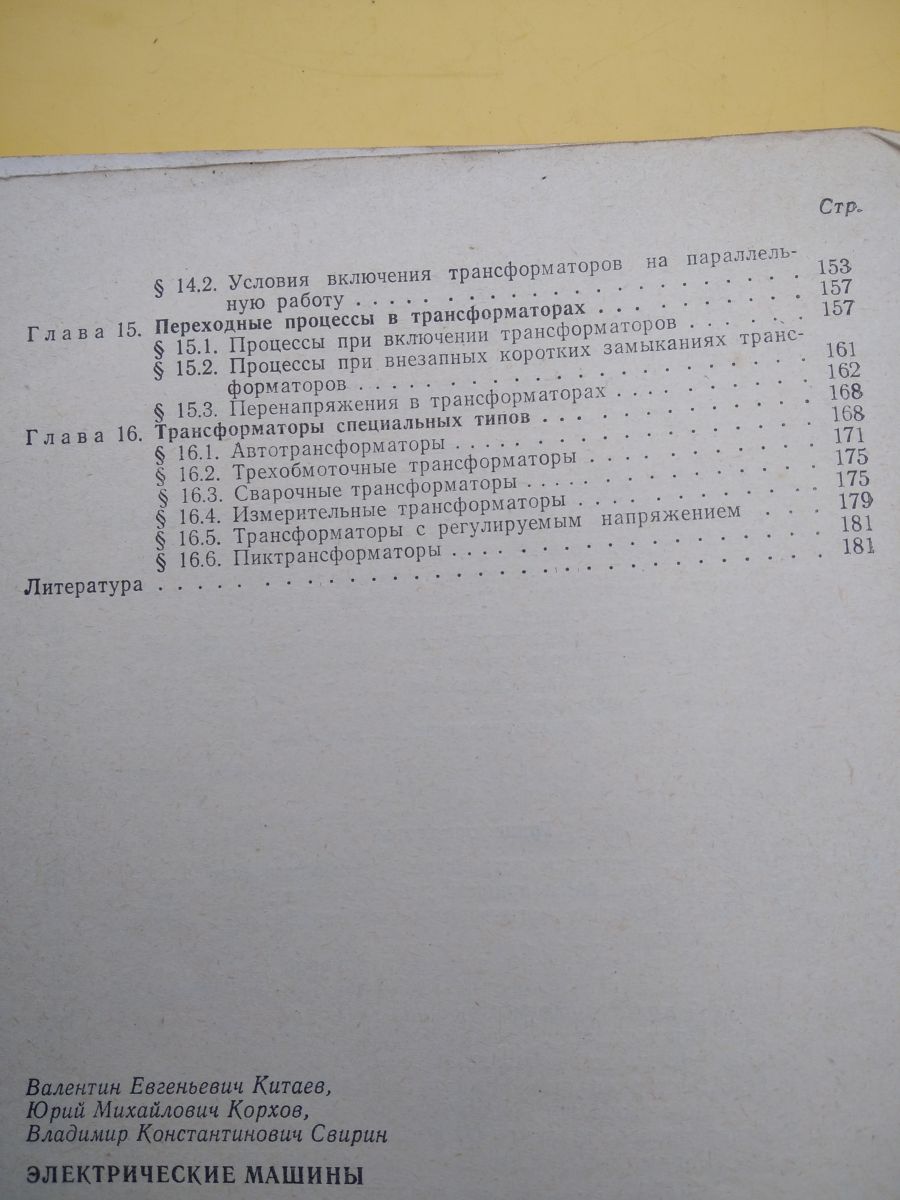 Стр.
§ 14.2. Условия включения трансформаторов на параллель-
ную работу . . . . . . . . . . . . . . . . . . 153
Глава 15. Переходные процессы в трансформаторах . . . . . . . . . 157
§ 15.1. Процессы при включении трансформаторов . . . . . . 157
§ 15.2. Процессы при внезапных коротких замыканиях транс-
форматоров . . . . . . . . . . . . . . . . . . 161
§ 15.3. Перенапряжения в трансформаторах . . . . . . . . 162
Глава 16. Трансформаторы специальных типов . . . . . . . . . . . 168
§ 16.1. Автотрансформаторы . . . . . . . . . . . . . . 168
§ 16.2. Трехобмоточные трансформаторы . . . . . . . . . 171
§ 16.3. Сварочные трансформаторы . . . . . . . . . . . 175
§ 16.4. Измерительные трансформаторы . . . . . . . . . 175
§ 16.5. Трансформаторы с регулируемым напряжением . . . 179
§ 16.6. Пиктрансформаторы . . . . . . . . . . . . . . 181
Литература . . . . . . . . . . . . . . . . . . . . . . . . . 181
Валентин Евгеньевич Китаев,
Юрий Михайлович Корхов,
Владимир Константинович Свирин
ЭЛЕКТРИЧЕСКИЕ МАШИНЫ